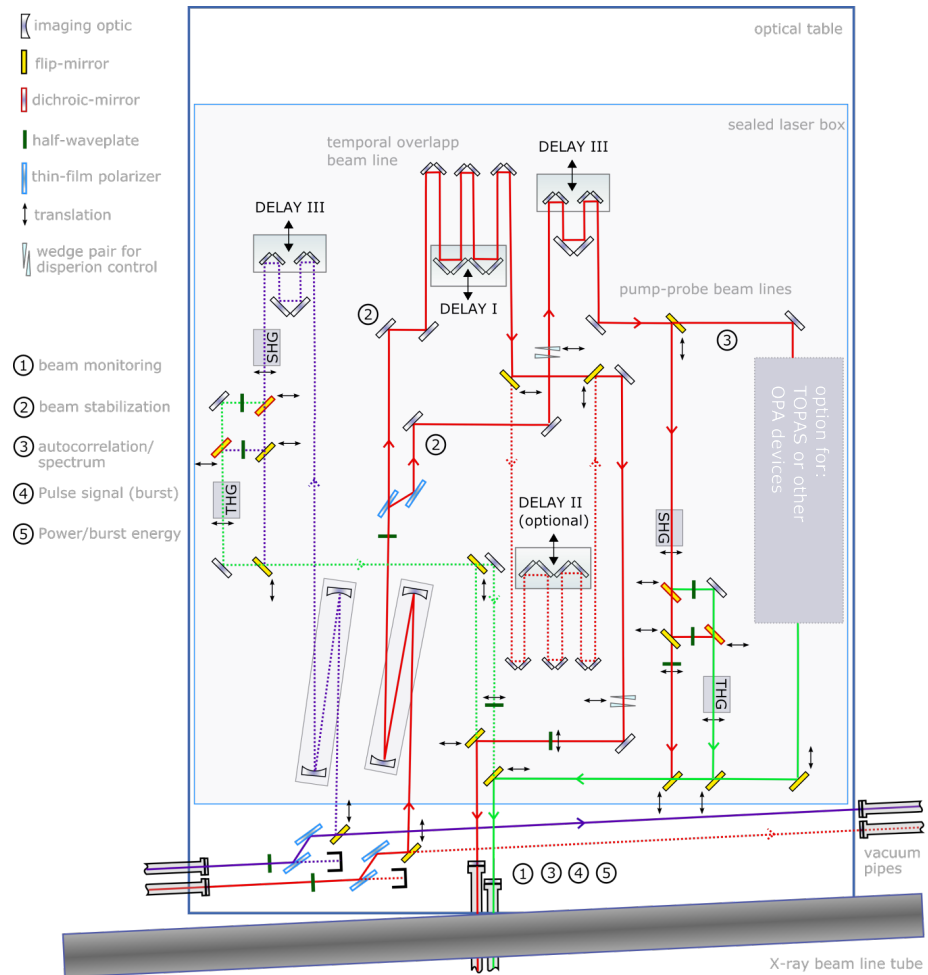 imaging optic
flip-mirror
dichroic-mirror
half-waveplate
thin-film polarizer
translation
wedge pair for
disperion control
1 beam monitoring
2 beam stabilization
3 autocorrelation/
spectrum
4 Pulse signal (burst)
5 Power/burst energy
optical table
sealed laser box
temporal overlapp
beam line
DELAY III
DELAY III
DELAY I
pump-probe beam lines
2
3
SHG
2
option for:
TOPAS or other
OPA devices
THG
DELAY II
(optional)
SHG
THG
1 3 4 5
vacuum
pipes
X-ray beam line tube